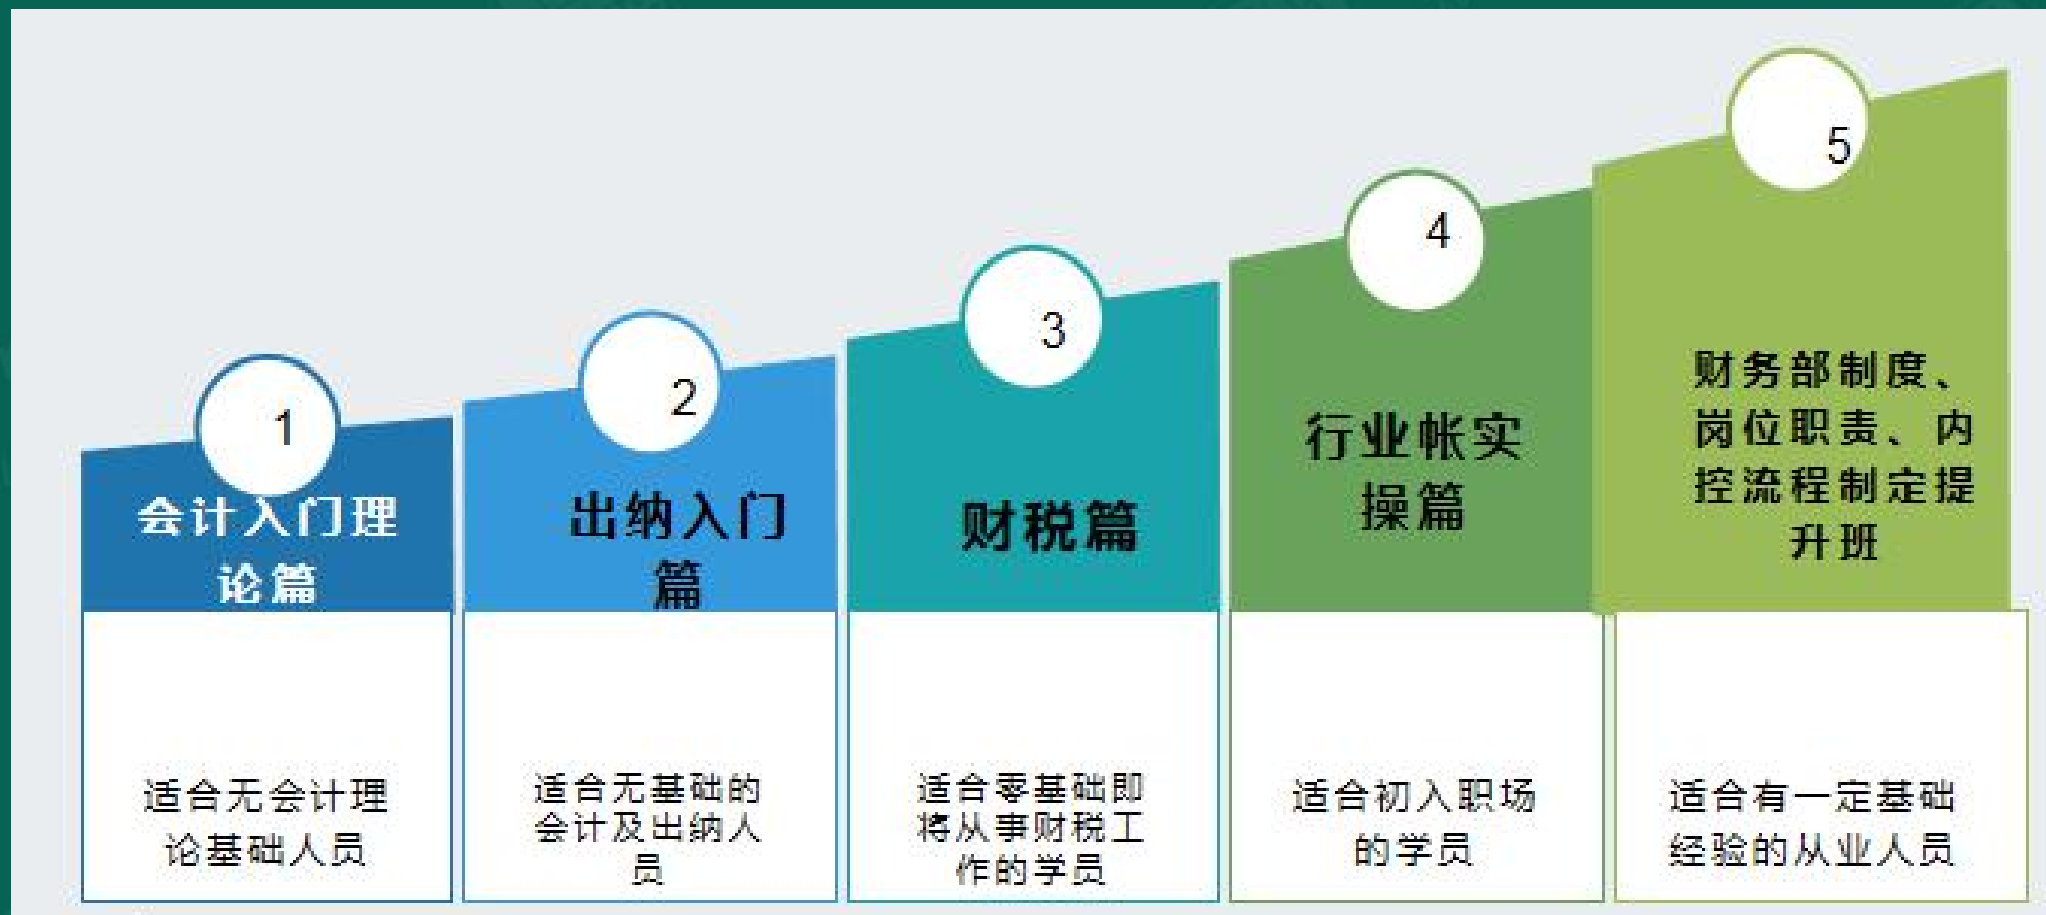 1
会计入门理
论篇
适合无会计理
论基础人员
2
出纳入门
篇
适合无基础的
会计及出纳人
员
3
财税篇
适合零基础即
将从事财税工
作的学员
4
行业帐实
操篇
适合初入职场
的学员
5
财务部制度、
岗位职责、内
控流程制定提
升班
适合有一定基础
经验的从业人员